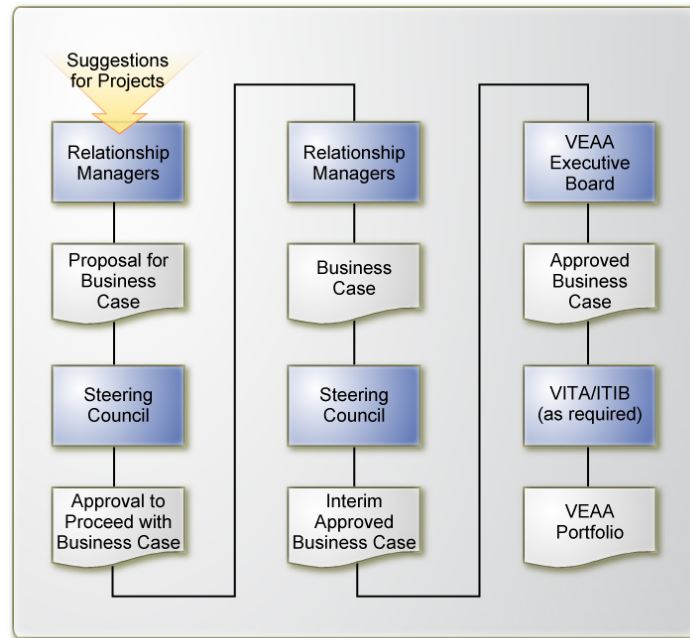 Suggestions
for Projects
Relationship
Managers
Proposal for
Business
Case
Steering
Council
Approval to
Proceed with
Business Case
Relationship
Managers
Business
Case
Steering
Council
Interim
Approved
Business Case
VEAA
Executive
Board
Approved
Business
Case
VITA/ITIB
(as required)
VEAA
Portfolio